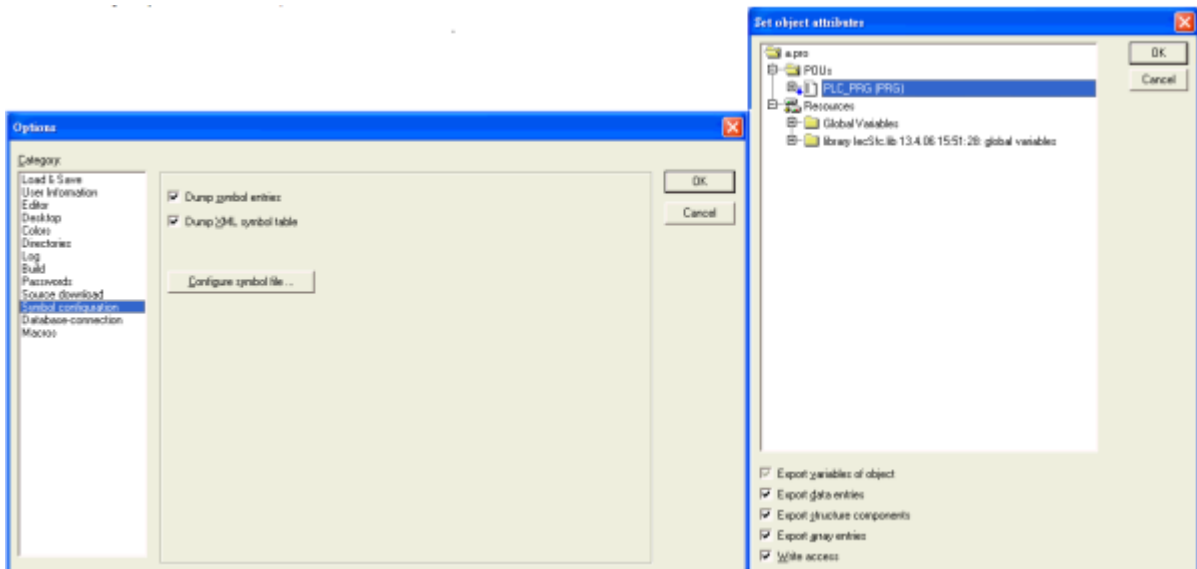 Options
Category:
Load & Save
User Information
Editor
Desktop
Colors
Directories
Log
Build
Passwords
Source download
Symbol configuration
Database-connection
Macros
Dump symbol entries
Dump XML symbol table
Configure symbol file ...
OK
Cancel
Set object attributes
a.pro
POUs
PLC_PRG (PRG)
Resources
Global Variables
library Iecsfc.lib 13.4.06 15:51:28: global variables
OK
Cancel
Export variables of object
Export data entries
Export structure components
Export array entries
Write access